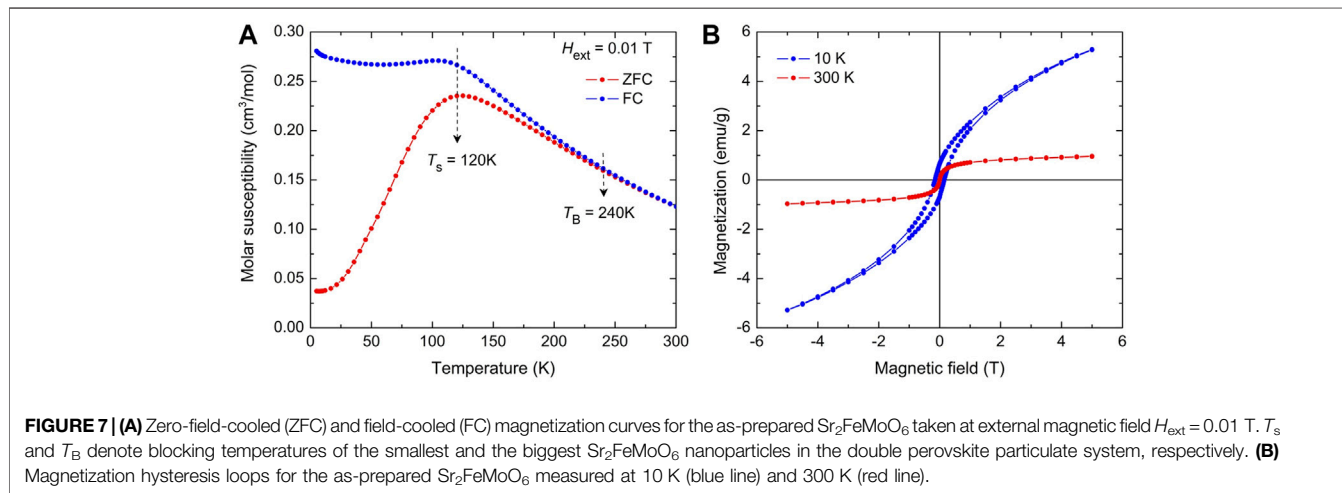 A
H_ext = 0.01 T
ZFC
FC
T_s = 120K
T_B = 240K
Molar susceptibility (cm³/mol)
0.30
0.25
0.20
0.15
0.10
0.05
0.00
0 50 100 150 200 250 300
Temperature (K)
B
10 K
300 K
Magnetization (emu/g)
6
4
2
0
-2
-4
-6
-6 -4 -2 0 2 4 6
Magnetic field (T)
FIGURE 7 | (A) Zero-field-cooled (ZFC) and field-cooled (FC) magnetization curves for the as-prepared Sr₂FeMoO₆ taken at external magnetic field H_ext = 0.01 T. T_s
and T_B denote blocking temperatures of the smallest and the biggest Sr₂FeMoO₆ nanoparticles in the double perovskite particulate system, respectively. (B)
Magnetization hysteresis loops for the as-prepared Sr₂FeMoO₆ measured at 10 K (blue line) and 300 K (red line).